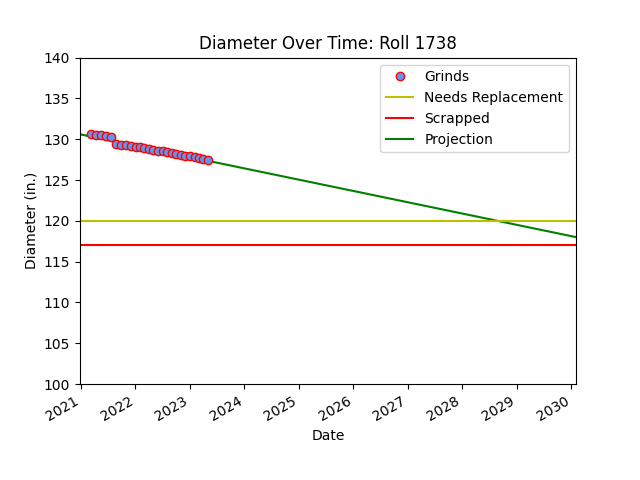 Diameter Over Time: Roll 1738
Grinds
Needs Replacement
Scrapped
Projection
Diameter (in.)
140
135
130
125
120
115
110
105
100
2021
2022
2023
2024
2025
2026
2027
2028
2029
2030
Date